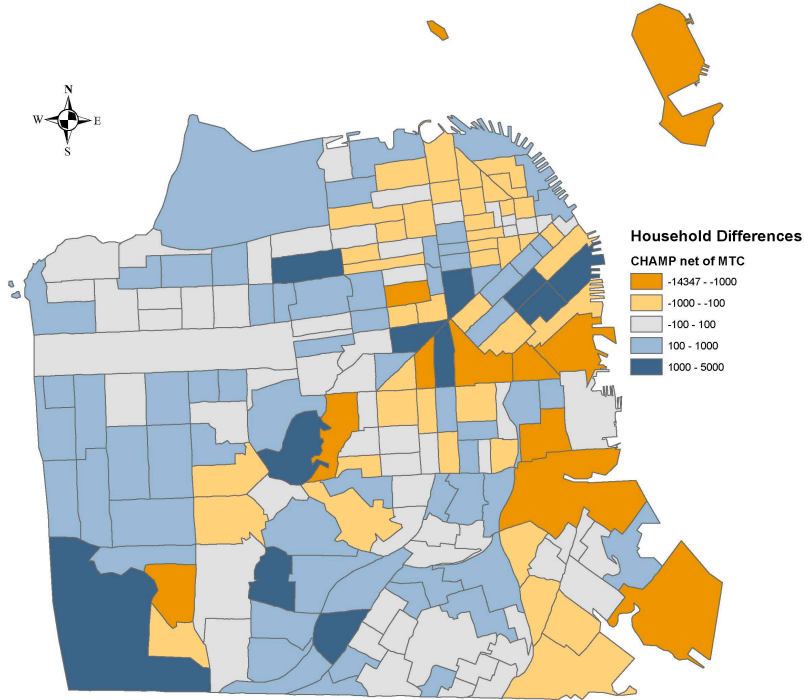 N
W E
S
Household Differences
CHAMP net of MTC
-14347 - -1000
-1000 - -100
-100 - 100
100 - 1000
1000 - 5000